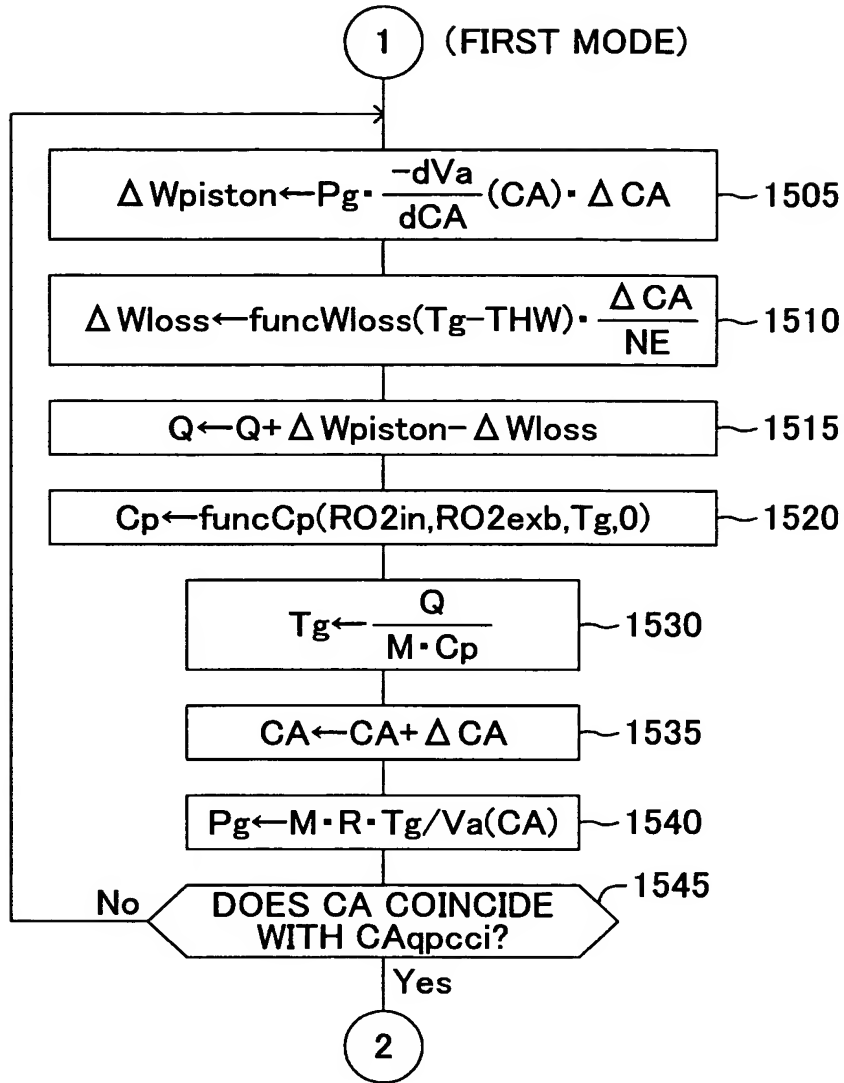 1 (FIRST MODE)
ΔWpiston←Pg・-dVa/dCA(CA)・ΔCA 1505
ΔWloss←funcWloss(Tg-THW)・ΔCA/NE 1510
Q←Q+ΔWpiston-ΔWloss 1515
Cp←funcCp(RO2in,RO2exb,Tg,0) 1520
Tg←Q/M・Cp 1530
CA←CA+ΔCA 1535
Pg←M・R・Tg/Va(CA) 1540
1545
No
DOES CA COINCIDE
WITH CAqpcci?
Yes
2